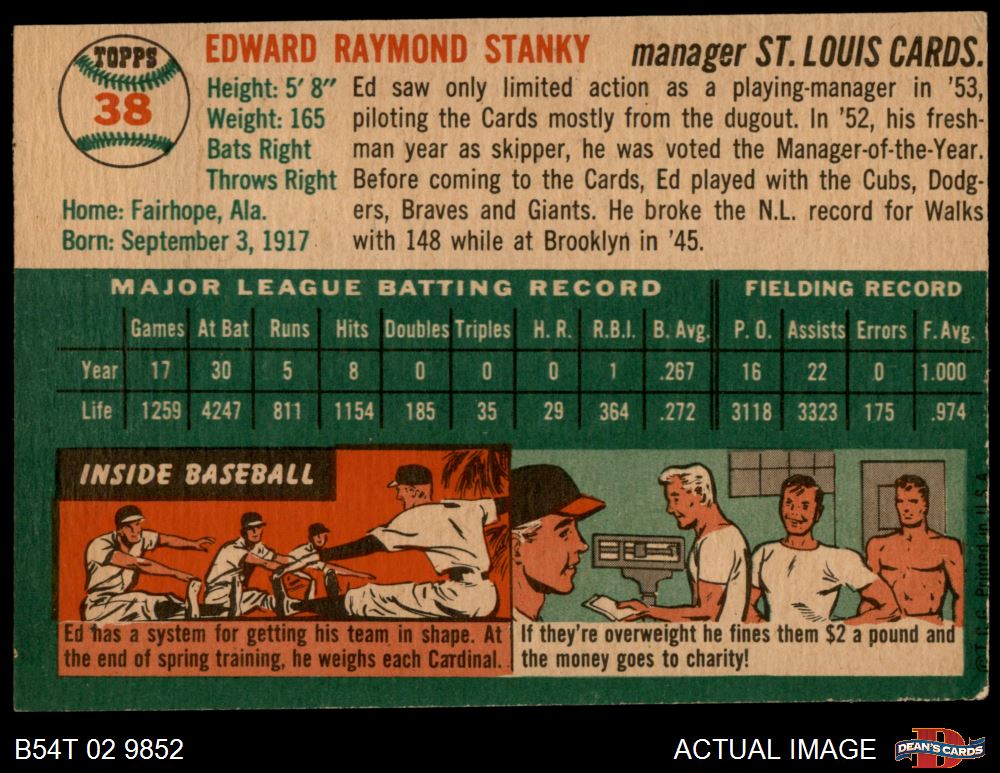 TOPPS
38
EDWARD RAYMOND STANKY manager ST. LOUIS CARDS.
Height: 5' 8"
Weight: 165
Bats Right
Throws Right
Home: Fairhope, Ala.
Born: September 3, 1917
Ed saw only limited action as a playing-manager in '53,
piloting the Cards mostly from the dugout. In '52, his fresh-
man year as skipper, he was voted the Manager-of-the-Year.
Before coming to the Cards, Ed played with the Cubs, Dodg-
ers, Braves and Giants. He broke the N.L. record for Walks
with 148 while at Brooklyn in '45.
MAJOR LEAGUE BATTING RECORD FIELDING RECORD
Games At Bat Runs Hits Doubles Triples H. R. R.B.I. B. Avg. P. O. Assists Errors F. Avg.
Year 17 30 5 8 0 0 0 1 .267 16 22 0 1.000
Life 1259 4247 811 1154 185 35 29 364 .272 3118 3323 175 .974
INSIDE BASEBALL
Ed has a system for getting his team in shape. At
the end of spring training, he weighs each Cardinal.
If they're overweight he fines them $2 a pound and
the money goes to charity!
© T. C. G. Printed in U.S.A.
B54T 02 9852
ACTUAL IMAGE
D
DEAN'S CARDS